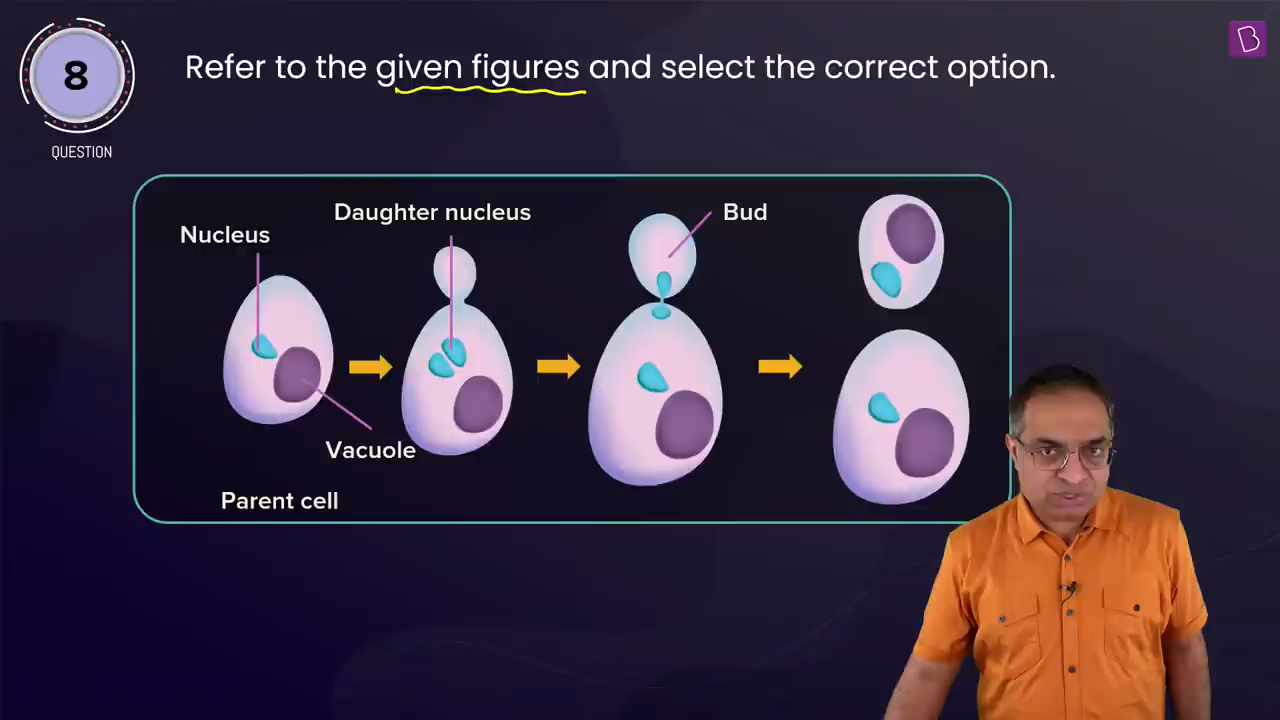 8
QUESTION
Refer to the given figures and select the correct option.
Nucleus
Daughter nucleus
Bud
Vacuole
Parent cell
B